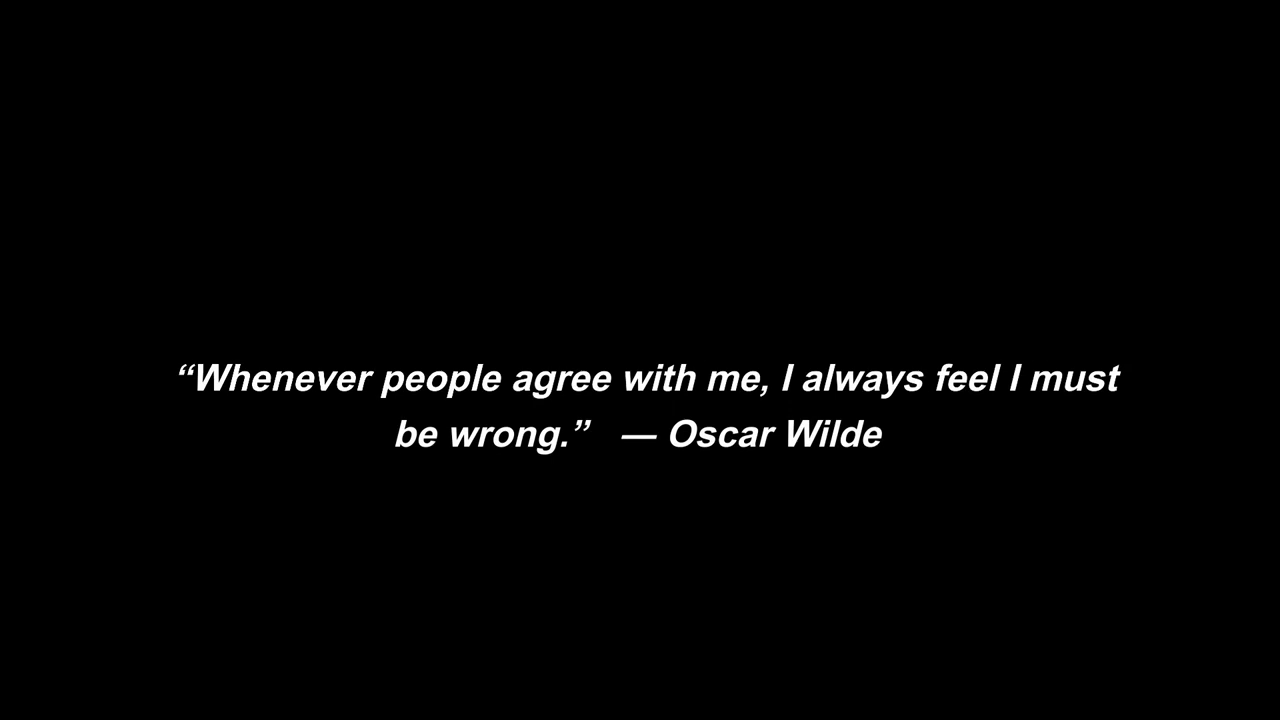 “Whenever people agree with me, I always feel I must
be wrong.”   — Oscar Wilde